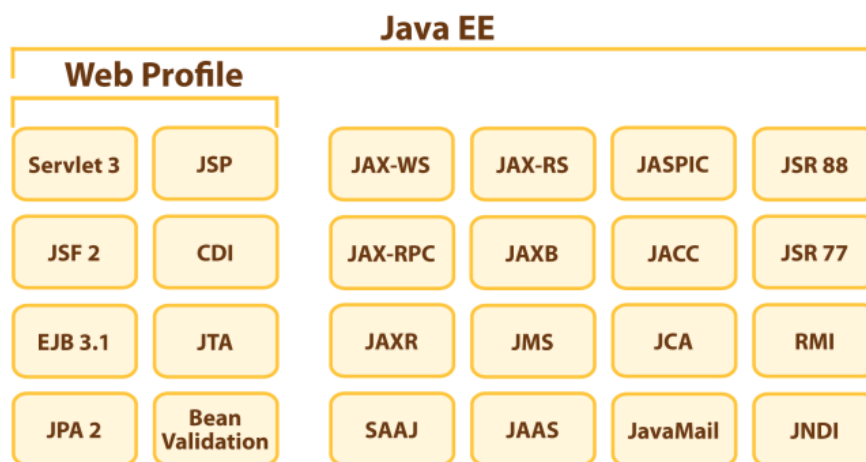 Java EE
Web Profile
Servlet 3
JSP
JAX-WS
JAX-RS
JASPIC
JSR 88
JSF 2
CDI
JAX-RPC
JAXB
JACC
JSR 77
EJB 3.1
JTA
JAXR
JMS
JCA
RMI
JPA 2
Bean
Validation
SAAJ
JAAS
JavaMail
JNDI